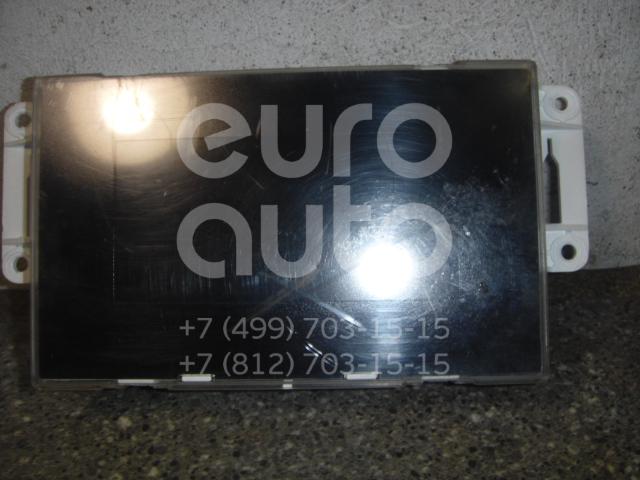 euro
auto
+7 (499) 703-15-15
+7 (812) 703-15-15